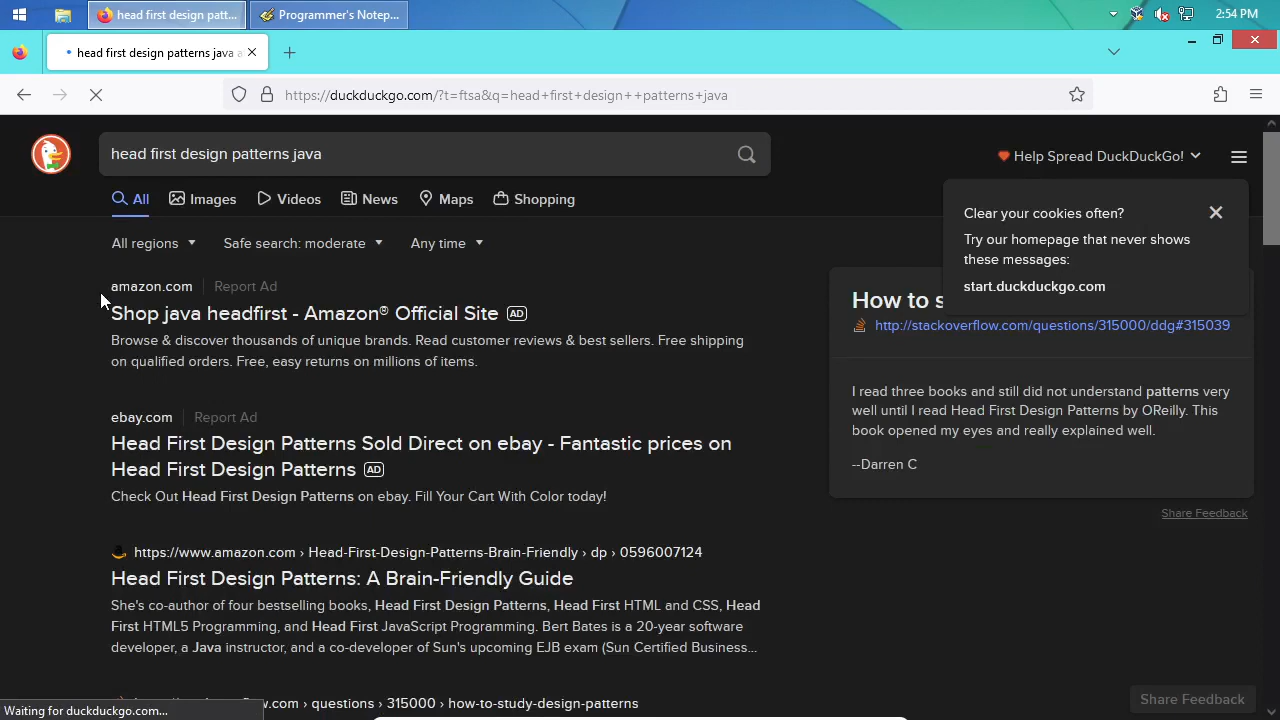 head first design patt...
Programmer's Notep...
2:54 PM
head first design patterns java a
https://duckduckgo.com/?t=ftsa&q=head+first+design++patterns+java
head first design patterns java
Help Spread DuckDuckGo!
All
Images
Videos
News
Maps
Shopping
Clear your cookies often?
Try our homepage that never shows
these messages:
start.duckduckgo.com
All regions
Safe search: moderate
Any time
amazon.com
Report Ad
Shop java headfirst - Amazon® Official Site AD
Browse & discover thousands of unique brands. Read customer reviews & best sellers. Free shipping
on qualified orders. Free, easy returns on millions of items.
How to s
http://stackoverflow.com/questions/315000/ddg#315039
I read three books and still did not understand patterns very
well until I read Head First Design Patterns by OReilly. This
book opened my eyes and really explained well.
--Darren C
Share Feedback
ebay.com
Report Ad
Head First Design Patterns Sold Direct on ebay - Fantastic prices on
Head First Design Patterns AD
Check Out Head First Design Patterns on ebay. Fill Your Cart With Color today!
https://www.amazon.com › Head-First-Design-Patterns-Brain-Friendly › dp › 0596007124
Head First Design Patterns: A Brain-Friendly Guide
She's co-author of four bestselling books, Head First Design Patterns, Head First HTML and CSS, Head
First HTML5 Programming, and Head First JavaScript Programming. Bert Bates is a 20-year software
developer, a Java instructor, and a co-developer of Sun's upcoming EJB exam (Sun Certified Business...
.com › questions › 315000 › how-to-study-design-patterns
Share Feedback
Waiting for duckduckgo.com...